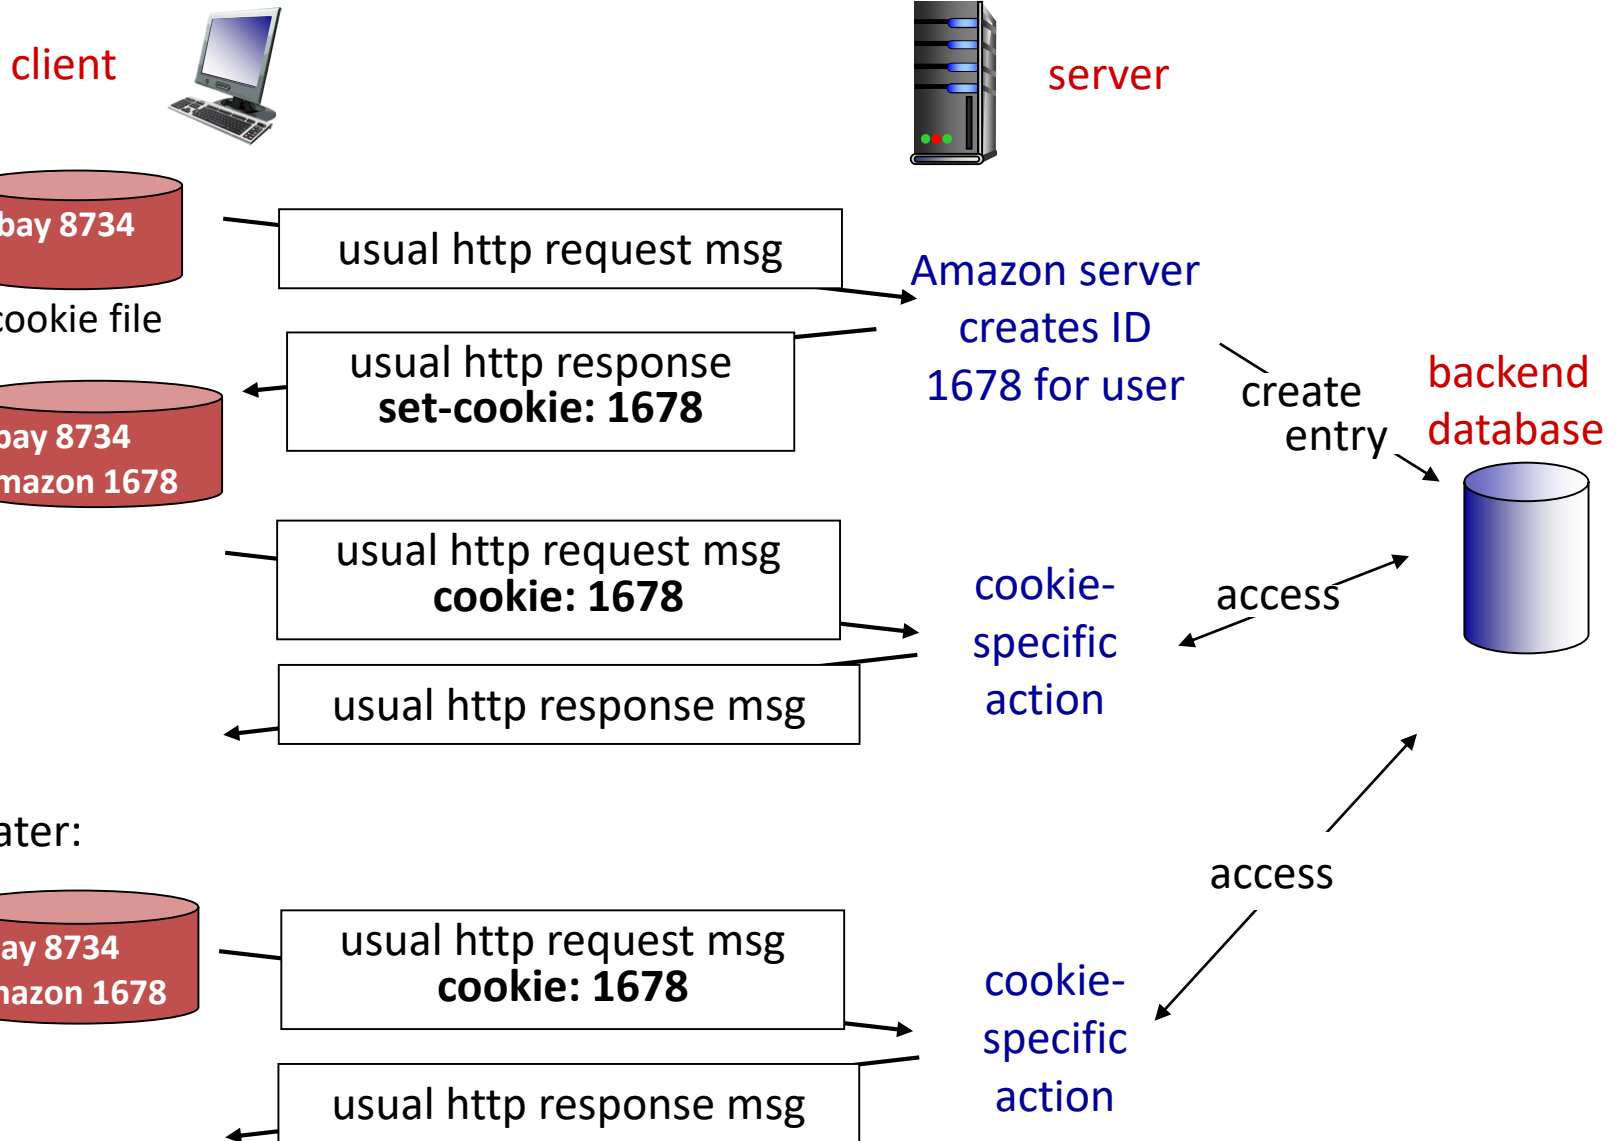 client
server
bay 8734
usual http request msg
Amazon server
creates ID
1678 for user
cookie file
usual http response
set-cookie: 1678
create
entry
backend
database
bay 8734
mazon 1678
usual http request msg
cookie: 1678
cookie-
specific
action
access
usual http response msg
ater:
access
ay 8734
mazon 1678
usual http request msg
cookie: 1678
cookie-
specific
action
usual http response msg